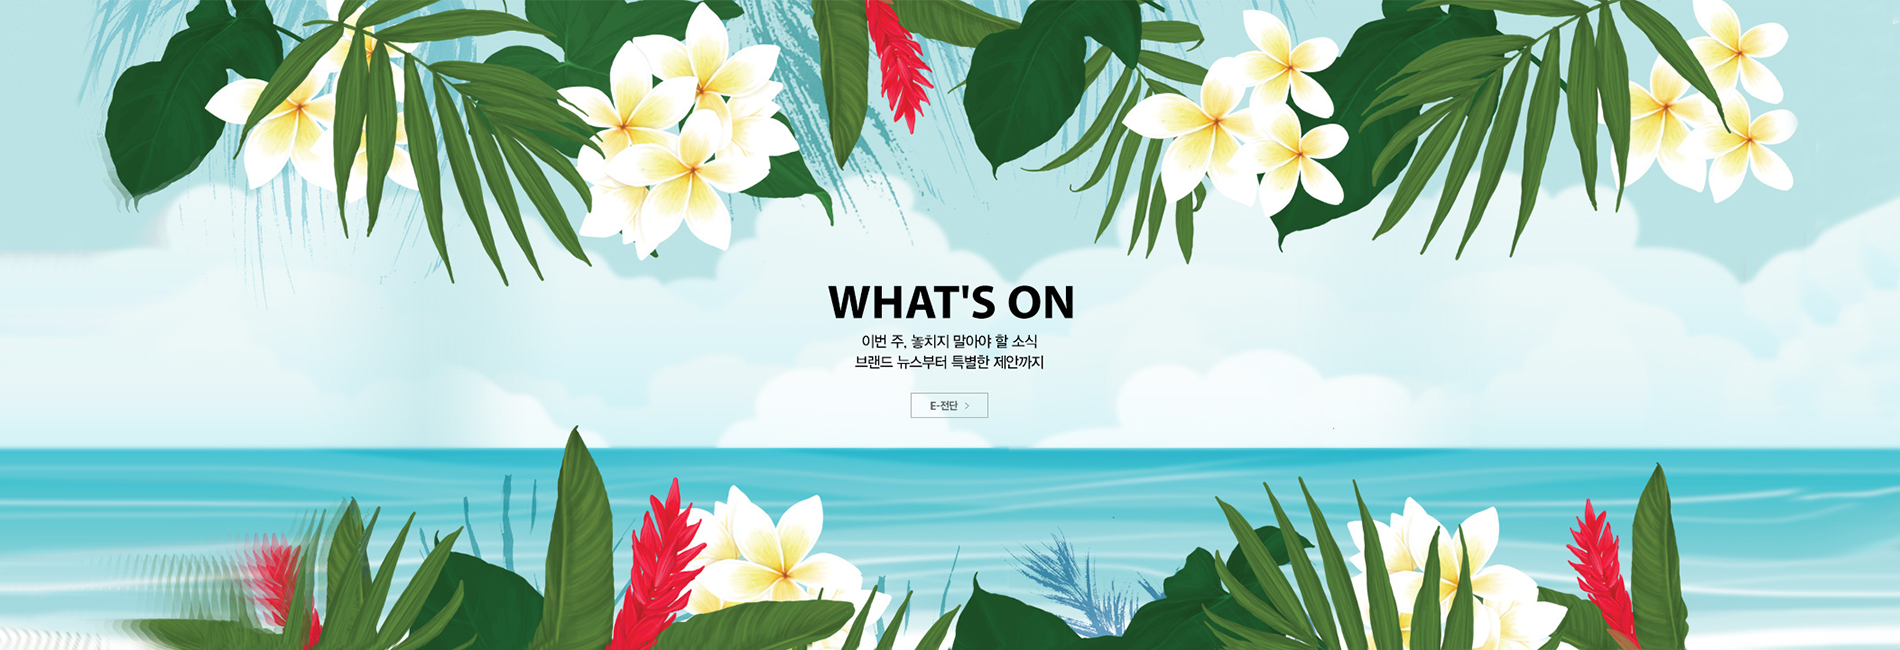 WHAT'S ON
이번 주, 놓치지 말아야 할 소식
브랜드 뉴스부터 특별한 제안까지
E-전단 >